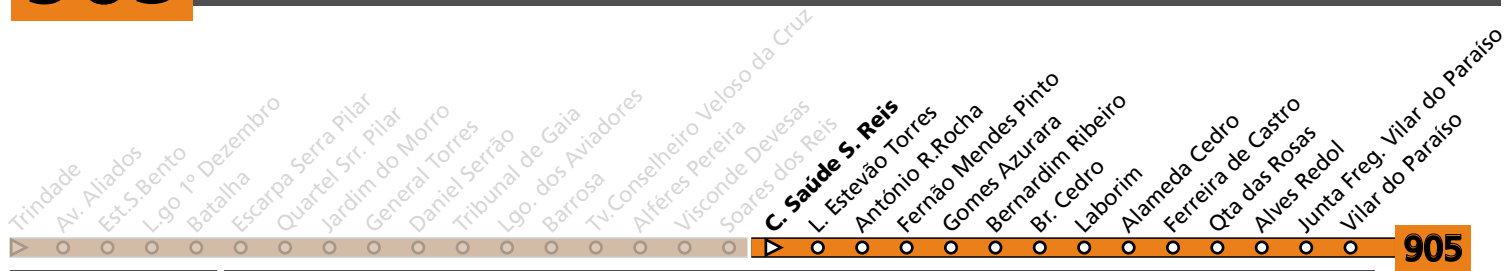 Trindade
Av. Aliados
Est.S.Bento
L.go 1º Dezembro
Batalha
Escarpa Serra Pilar
Quartel Srr. Pilar
Jardim do Morro
General Torres
Daniel Serrão
Tribunal de Gaia
Lgo. dos Aviadores
Barrosa
Tv.Conselheiro Veloso da Cruz
Alféres Pereira
Visconde Devesas
Soares dos Reis
C. Saúde S. Reis
L. Estevão Torres
António R.Rocha
Fernão Mendes Pinto
Gomes Azurara
Bernardim Ribeiro
Br. Cedro
Laborim
Alameda Cedro
Ferreira de Castro
Qta das Rosas
Alves Redol
Junta Freg. Vilar do Paraíso
Vilar do Paraíso
905